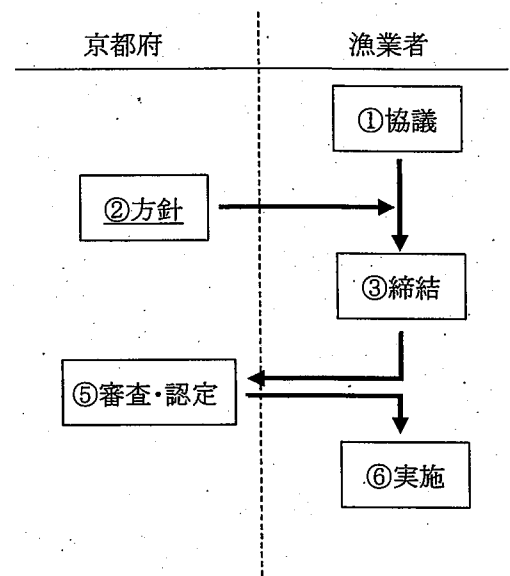 京都府
漁業者
①協議
②方針
③締結
⑤審査・認定
⑥実施